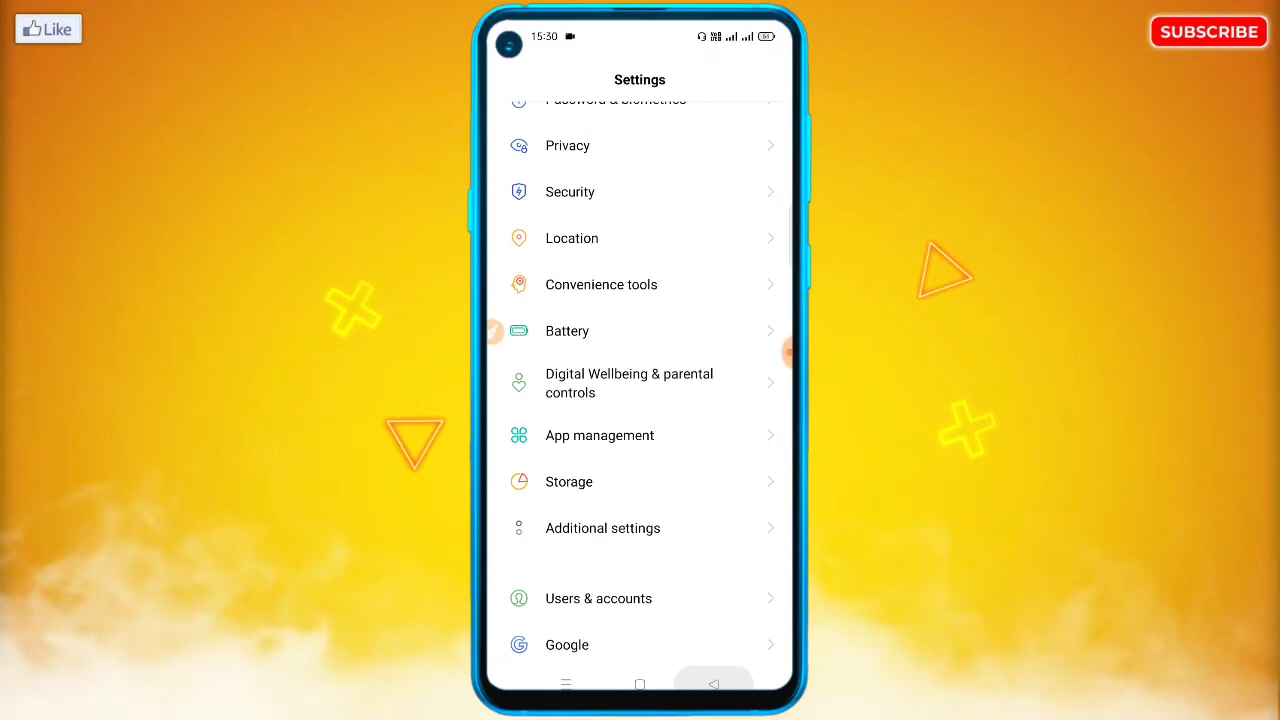 Like
SUBSCRIBE
15:30
64
Settings
Password & biometrics
Privacy
Security
Location
Convenience tools
Battery
Digital Wellbeing & parental
controls
App management
Storage
Additional settings
Users & accounts
Google